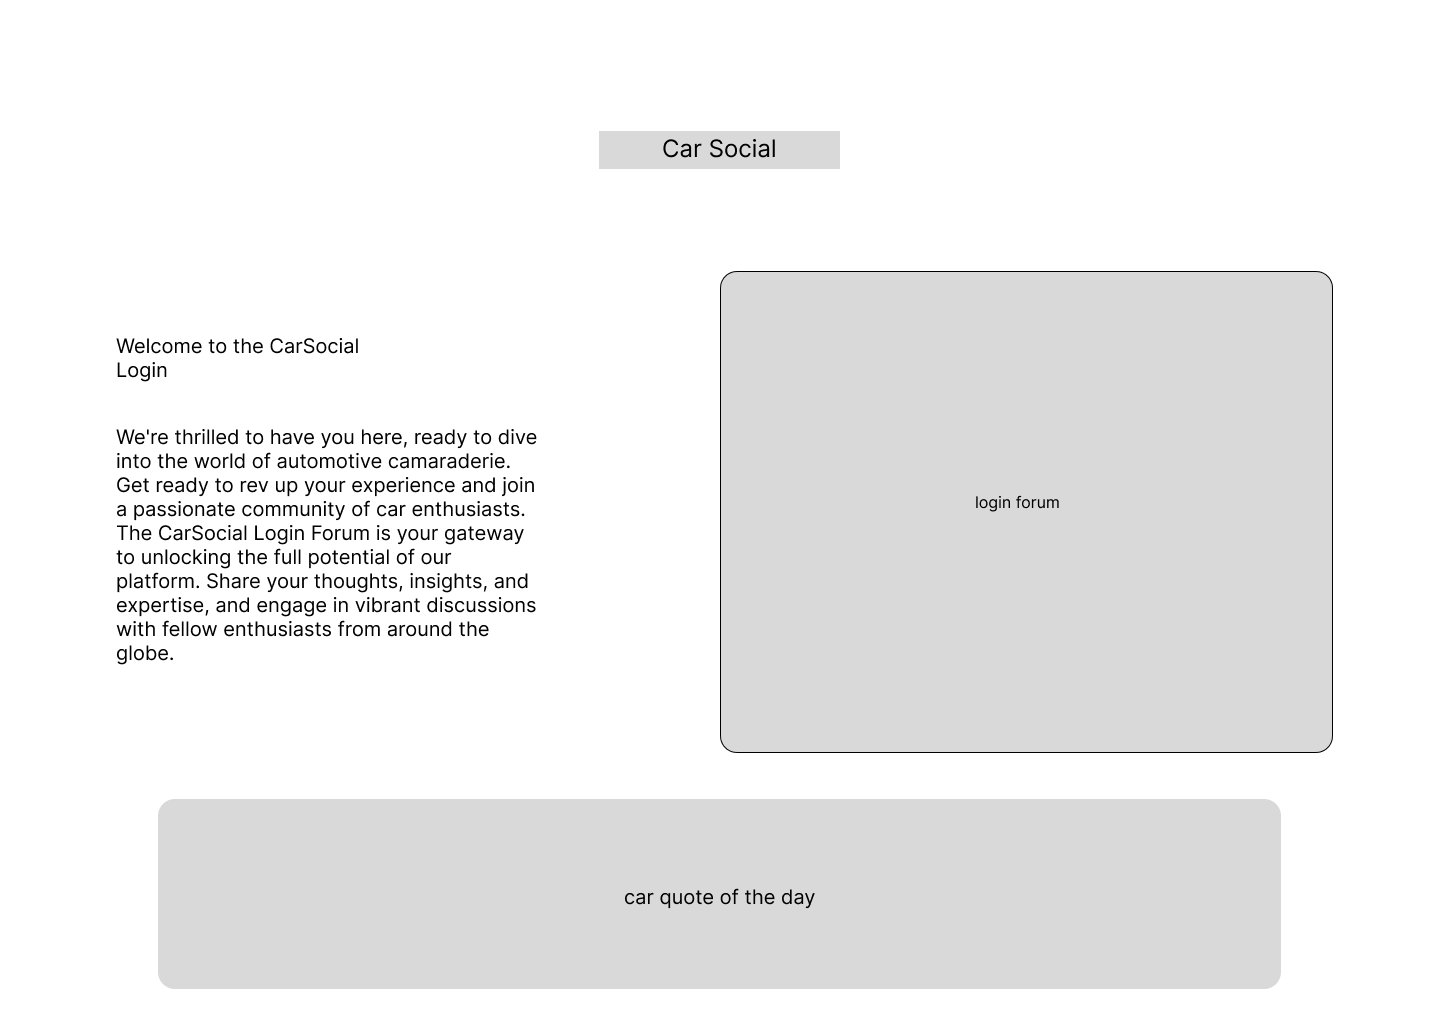 Car Social
Welcome to the CarSocial
Login
We're thrilled to have you here, ready to dive
into the world of automotive camaraderie.
Get ready to rev up your experience and join
a passionate community of car enthusiasts.
The CarSocial Login Forum is your gateway
to unlocking the full potential of our
platform. Share your thoughts, insights, and
expertise, and engage in vibrant discussions
with fellow enthusiasts from around the
globe.
login forum
car quote of the day